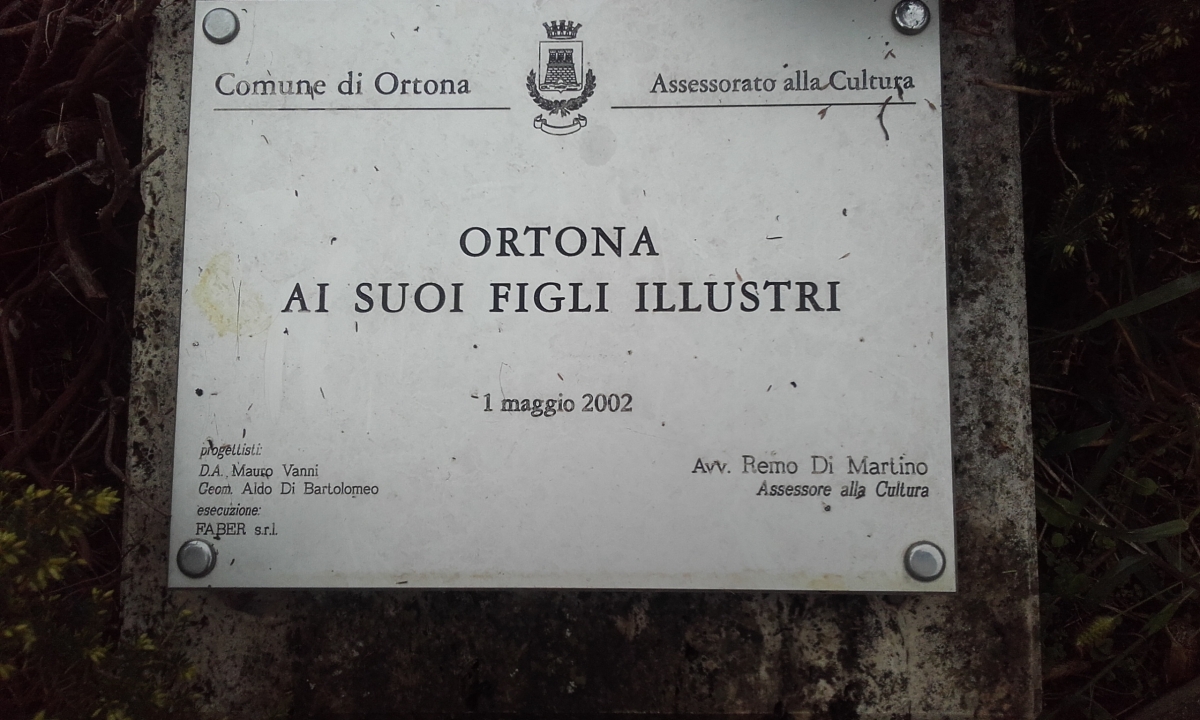 Comune di Ortona
Assessorato alla Cultura
ORTONA
AI SUOI FIGLI ILLUSTRI
1 maggio 2002
progettisti:
D.A. Mauro Vanni
Geom. Aldo Di Bartolomeo
esecuzione:
FABER s.r.l.
Avv. Remo Di Martino
Assessore alla Cultura